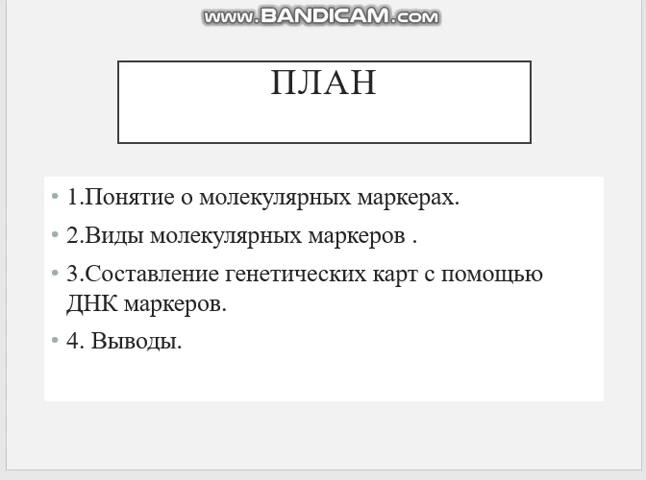 www.BANDICAM.com
ПЛАН
1.Понятие о молекулярных маркерах.
2.Виды молекулярных маркеров .
3.Составление генетических карт с помощью
ДНК маркеров.
4. Выводы.